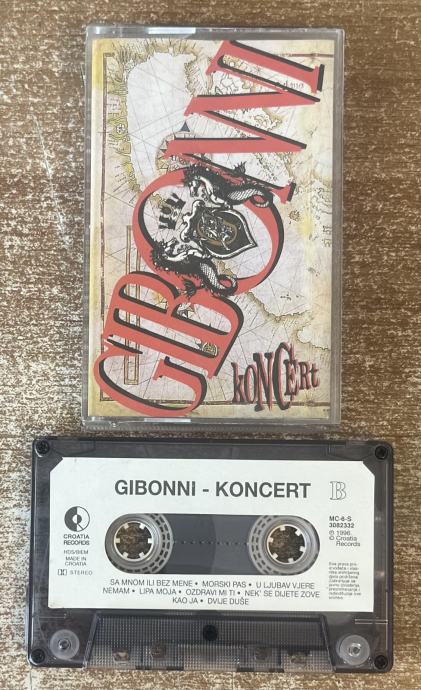 GIBONNI
KONCERT
GIBONNI - KONCERT B
CROATIA
RECORDS
HDS/BIEM
MADE IN
CROATIA
STEREO
MC-6-S
3082332
℗ 1996.
© Croatia
Records
SA MNOM ILI BEZ MENE • MORSKI PAS • U LJUBAV VJERE
NEMAM • LIPA MOJA • OZDRAVI MI TI • NEK' SE DIJETE ZOVE
KAO JA • DVIJE DUŠE